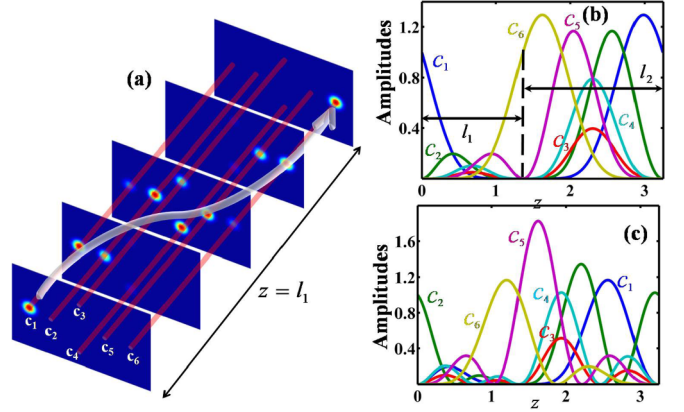 (a)
z = l₁
c₁
c₂
c₃
c₄
c₅
c₆
(b)
Amplitudes
1.2
0.8
0.4
C₁
C₂
C₆
C₅
C₄
C₃
l₁
l₂
0 1 2 3
z
(c)
Amplitudes
1.6
1.2
0.8
0.4
0
C₂
C₆
C₅
C₄
C₃
C₁
0 1 2 3
z